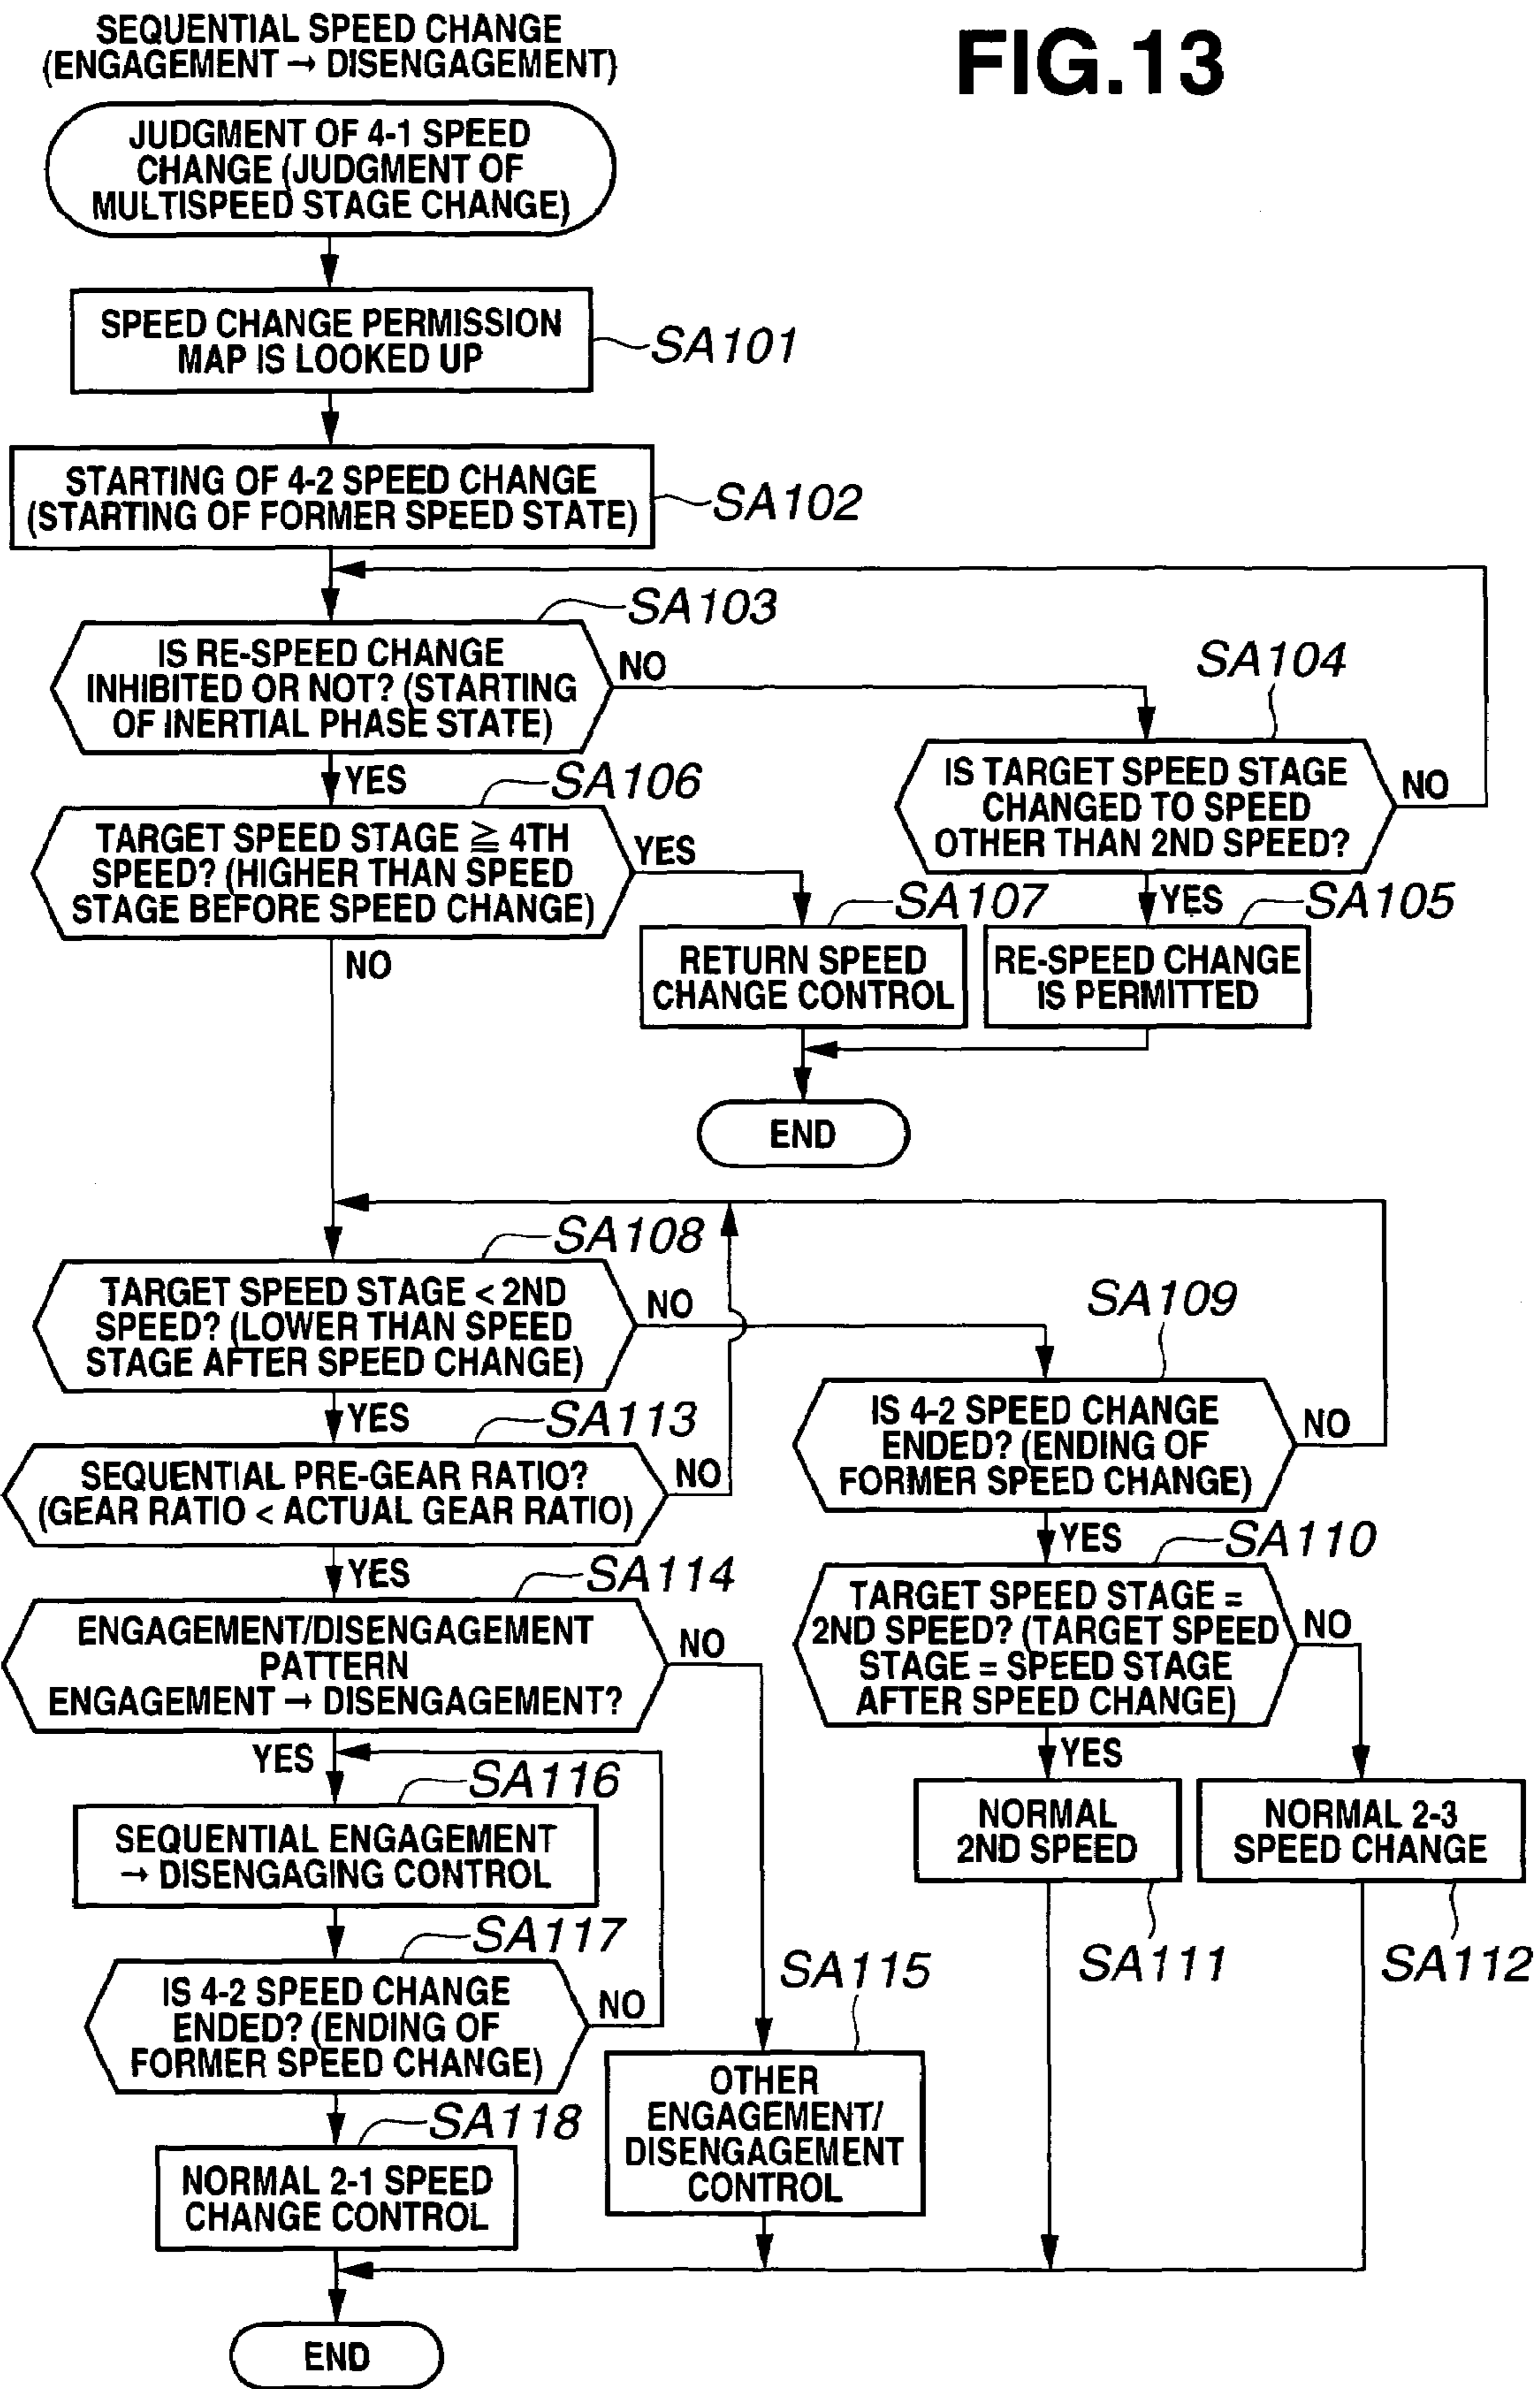 SEQUENTIAL SPEED CHANGE
(ENGAGEMENT → DISENGAGEMENT)
FIG.13
JUDGMENT OF 4-1 SPEED
CHANGE (JUDGMENT OF
MULTISPEED STAGE CHANGE)
SPEED CHANGE PERMISSION
MAP IS LOOKED UP
SA101
STARTING OF 4-2 SPEED CHANGE
(STARTING OF FORMER SPEED STATE)
SA102
SA103
IS RE-SPEED CHANGE
INHIBITED OR NOT? (STARTING
OF INERTIAL PHASE STATE)
NO
YES
SA104
IS TARGET SPEED STAGE
CHANGED TO SPEED
OTHER THAN 2ND SPEED?
NO
YES
SA106
TARGET SPEED STAGE ≧ 4TH
SPEED? (HIGHER THAN SPEED
STAGE BEFORE SPEED CHANGE)
YES
NO
SA107
RETURN SPEED
CHANGE CONTROL
SA105
RE-SPEED CHANGE
IS PERMITTED
END
SA108
TARGET SPEED STAGE < 2ND
SPEED? (LOWER THAN SPEED
STAGE AFTER SPEED CHANGE)
NO
YES
SA109
IS 4-2 SPEED CHANGE
ENDED? (ENDING OF
FORMER SPEED CHANGE)
NO
YES
SA113
SEQUENTIAL PRE-GEAR RATIO?
(GEAR RATIO < ACTUAL GEAR RATIO)
NO
YES
SA110
TARGET SPEED STAGE =
2ND SPEED? (TARGET SPEED
STAGE = SPEED STAGE
AFTER SPEED CHANGE)
NO
YES
SA114
ENGAGEMENT/DISENGAGEMENT
PATTERN
ENGAGEMENT → DISENGAGEMENT?
NO
YES
SA116
SEQUENTIAL ENGAGEMENT
→ DISENGAGING CONTROL
NORMAL
2ND SPEED
SA111
NORMAL 2-3
SPEED CHANGE
SA112
SA117
IS 4-2 SPEED CHANGE
ENDED? (ENDING OF
FORMER SPEED CHANGE)
NO
SA115
OTHER
ENGAGEMENT/
DISENGAGEMENT
CONTROL
SA118
NORMAL 2-1 SPEED
CHANGE CONTROL
END